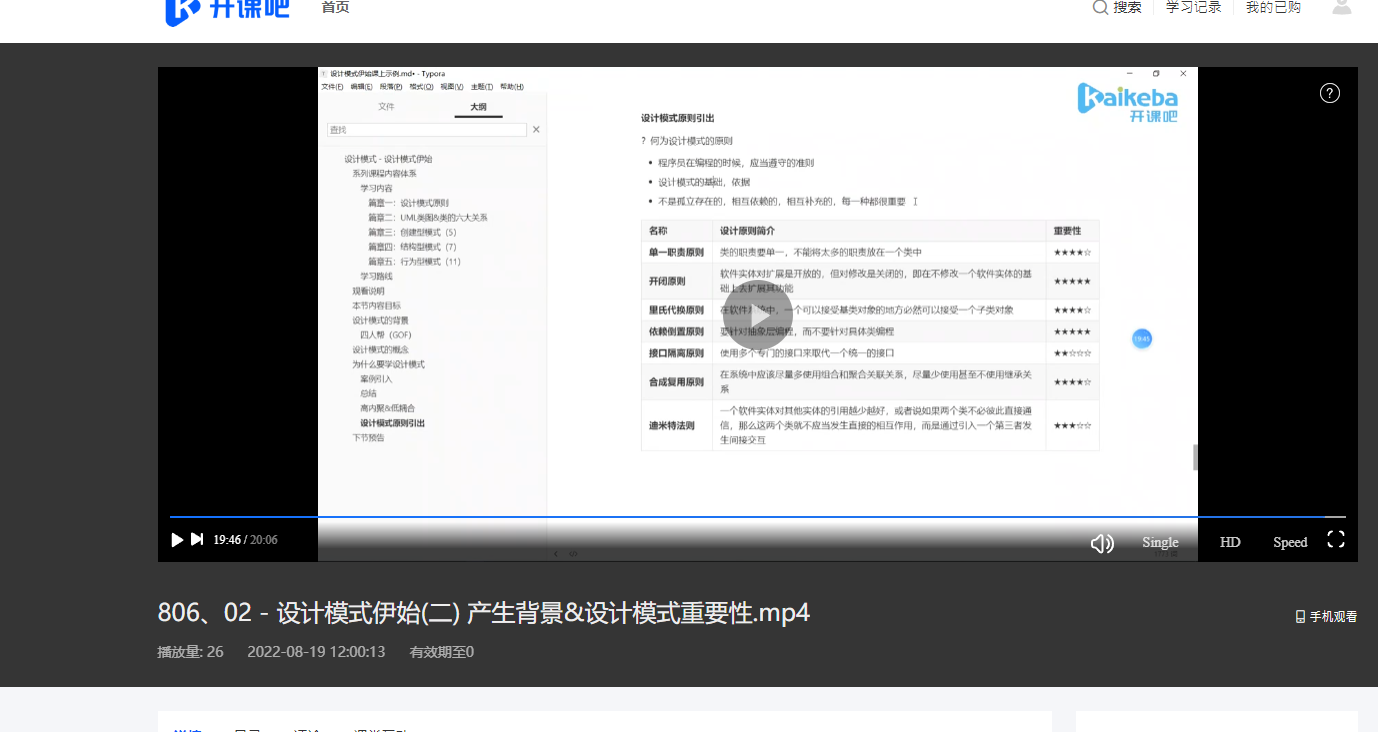 开课吧 首页 搜索 学习记录 我的已购
设计模式伊始课上示例.md• - Typora
文件(F) 编辑(E) 段落(P) 格式(O) 视图(V) 主题(T) 帮助(H)
文件 大纲
查找
设计模式 - 设计模式伊始
系列课程内容体系
学习内容
篇章一：设计模式原则
篇章二：UML类图&类的六大关系
篇章三：创建型模式（5）
篇章四：结构型模式（7）
篇章五：行为型模式（11）
学习路线
观看说明
本节内容目标
设计模式的背景
四人帮（GOF）
设计模式的概念
为什么要学设计模式
案例引入
总结
高内聚&低耦合
设计模式原则引出
下节预告
Kaikeba
开课吧
设计模式原则引出
? 何为设计模式的原则
• 程序员在编程的时候，应当遵守的准则
• 设计模式的基础，依据
• 不是孤立存在的，相互依赖的，相互补充的，每一种都很重要
名称 设计原则简介 重要性
单一职责原则 类的职责要单一，不能将太多的职责放在一个类中 ★★★★☆
开闭原则 软件实体对扩展是开放的，但对修改是关闭的，即在不修改一个软件实体的基
础上去扩展其功能 ★★★★★
里氏代换原则 在软件系统中，一个可以接受基类对象的地方必然可以接受一个子类对象 ★★★★☆
依赖倒置原则 要针对抽象层编程，而不要针对具体类编程 ★★★★★
接口隔离原则 使用多个专门的接口来取代一个统一的接口 ★★☆☆☆
合成复用原则 在系统中应该尽量多使用组合和聚合关联关系，尽量少使用甚至不使用继承关
系 ★★★★☆
迪米特法则 一个软件实体对其他实体的引用越少越好，或者说如果两个类不必彼此直接通
信，那么这两个类就不应当发生直接的相互作用，而是通过引入一个第三者发
生间接交互 ★★★☆☆
19:45
19:46 / 20:06 Single HD Speed
806、02 - 设计模式伊始(二) 产生背景&设计模式重要性.mp4
手机观看
播放量: 26 2022-08-19 12:00:13 有效期至0